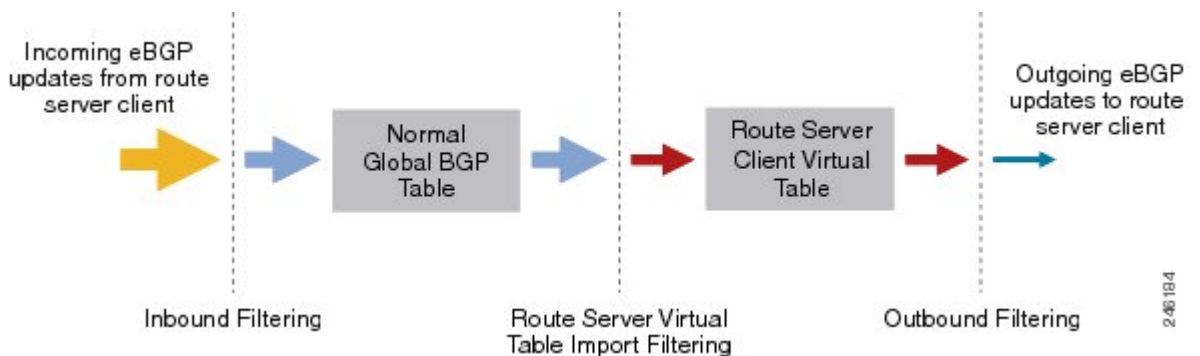 Incoming eBGP
updates from route
server client
Normal
Global BGP
Table
Route Server
Client Virtual
Table
Outgoing eBGP
updates to route
server client
Inbound Filtering
Route Server Virtual
Table Import Filtering
Outbound Filtering
246184